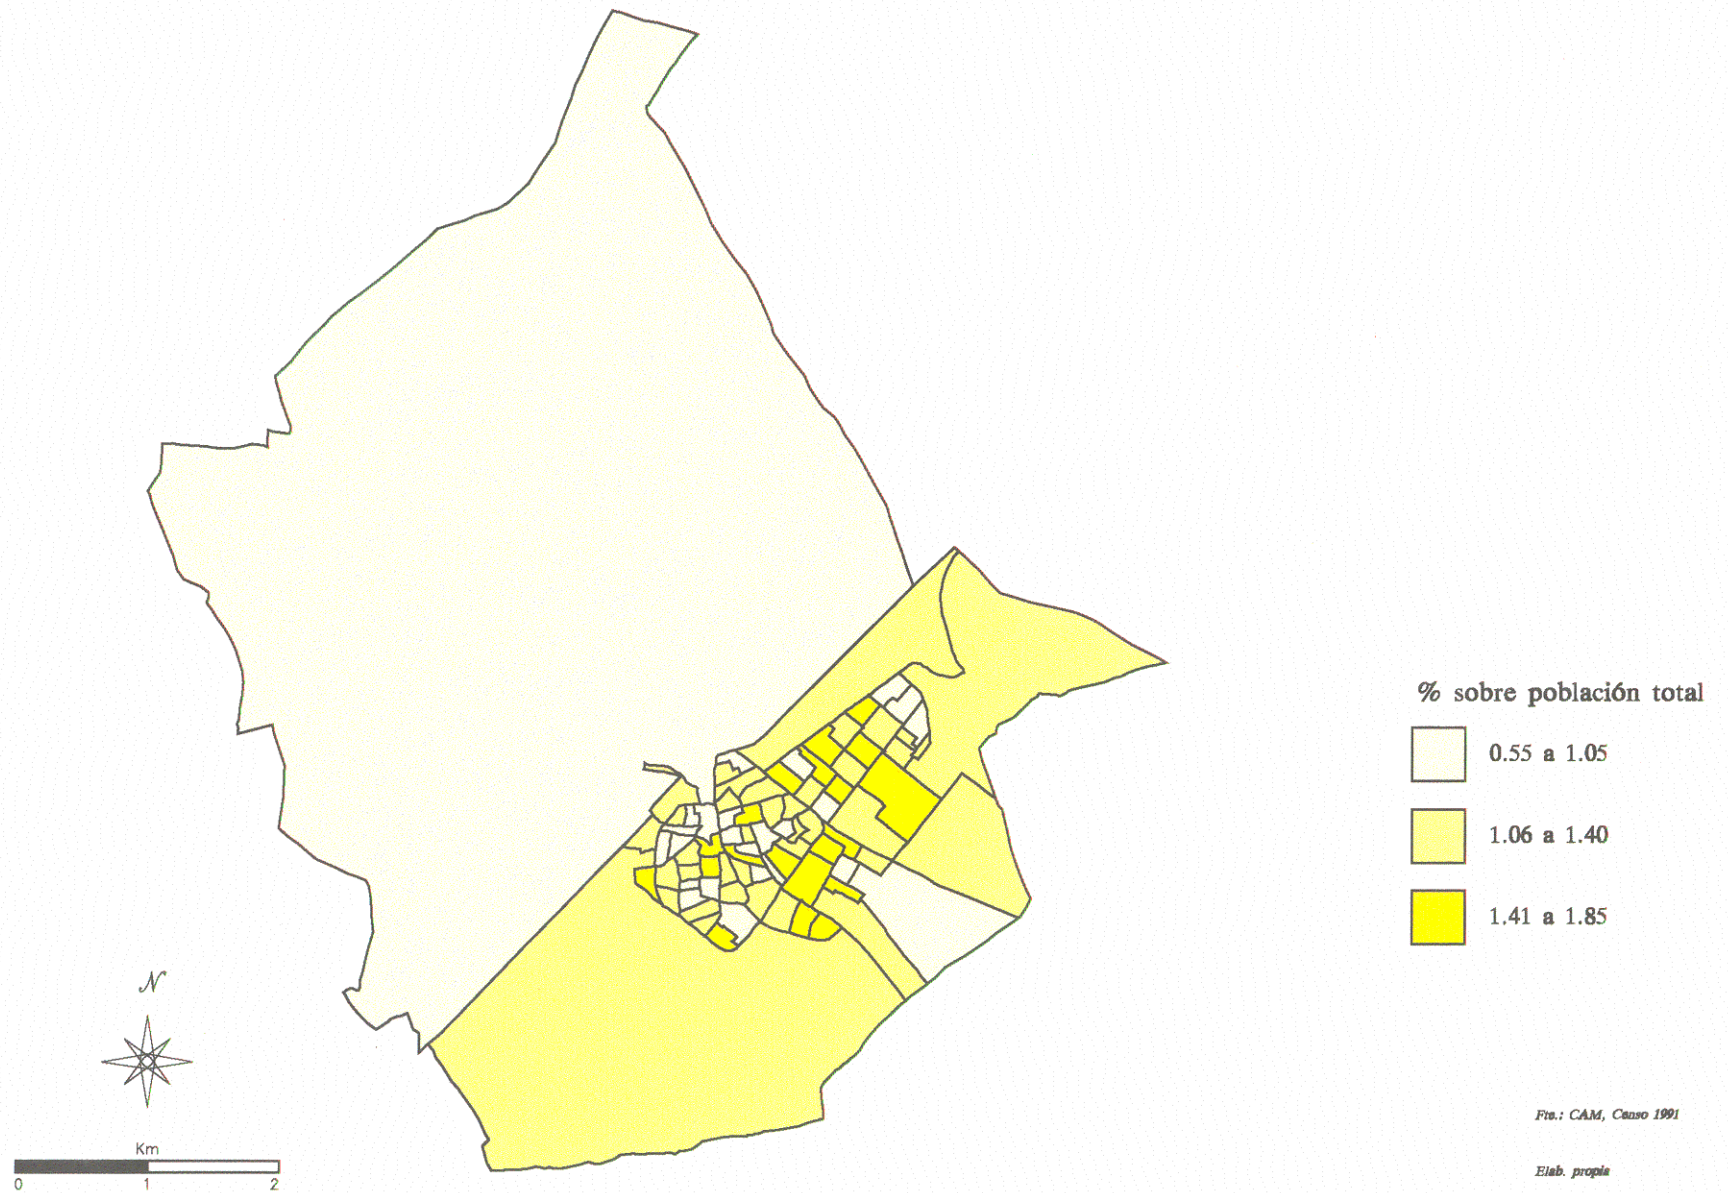 % sobre población total
0.55 a 1.05
1.06 a 1.40
1.41 a 1.85
N
Km
0 1 2
Fte.: CAM, Censo 1991
Elab. propia